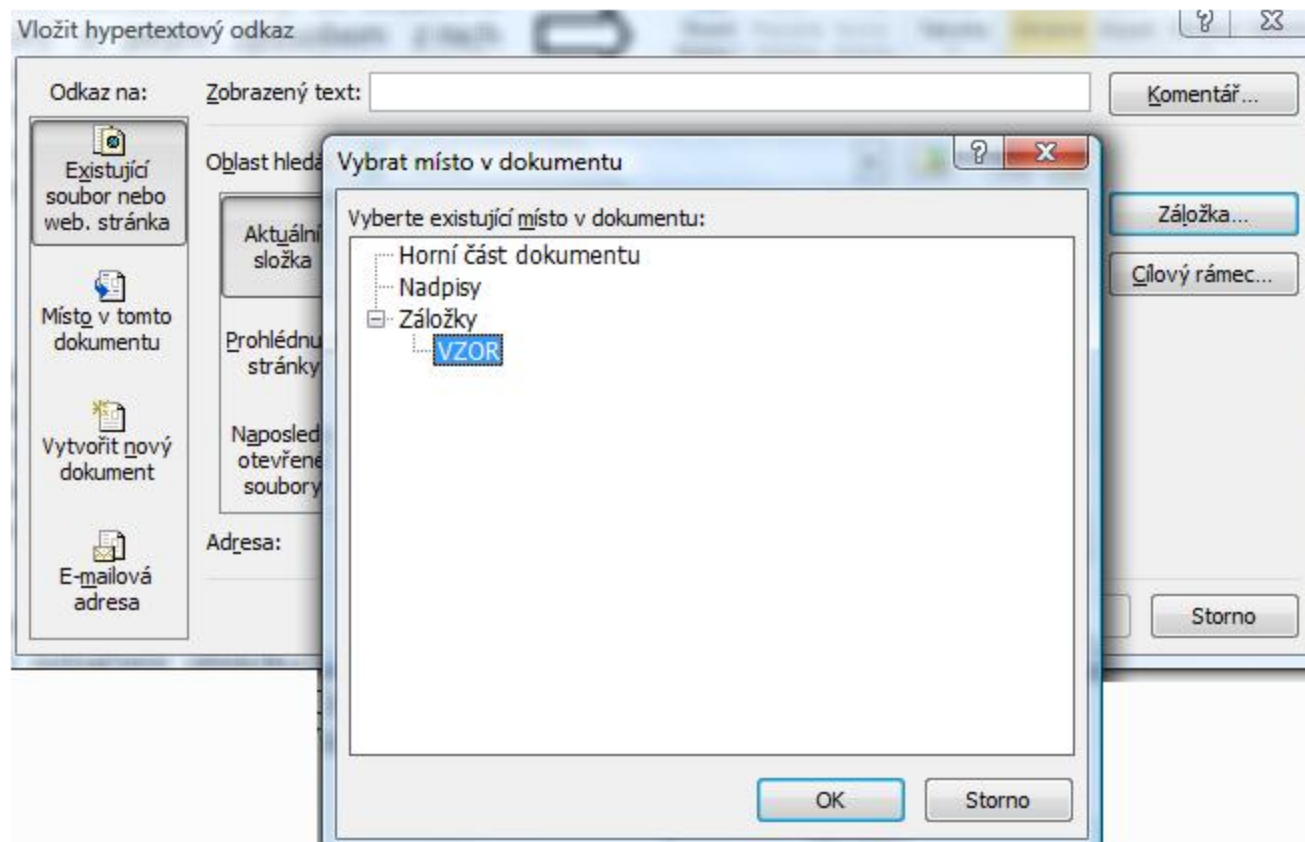 Vložit hypertextový odkaz
Odkaz na:
Zobrazený text:
Komentář...
Existující
soubor nebo
web. stránka
Místo v tomto
dokumentu
Vytvořit nový
dokument
E-mailová
adresa
Oblast hledá
Aktuální
složka
Prohlédnu
stránky
Naposled
otevřené
soubory
Adresa:
Záložka...
Cílový rámec...
Storno
Vybrat místo v dokumentu
Vyberte existující místo v dokumentu:
Horní část dokumentu
Nadpisy
Záložky
VZOR
OK
Storno